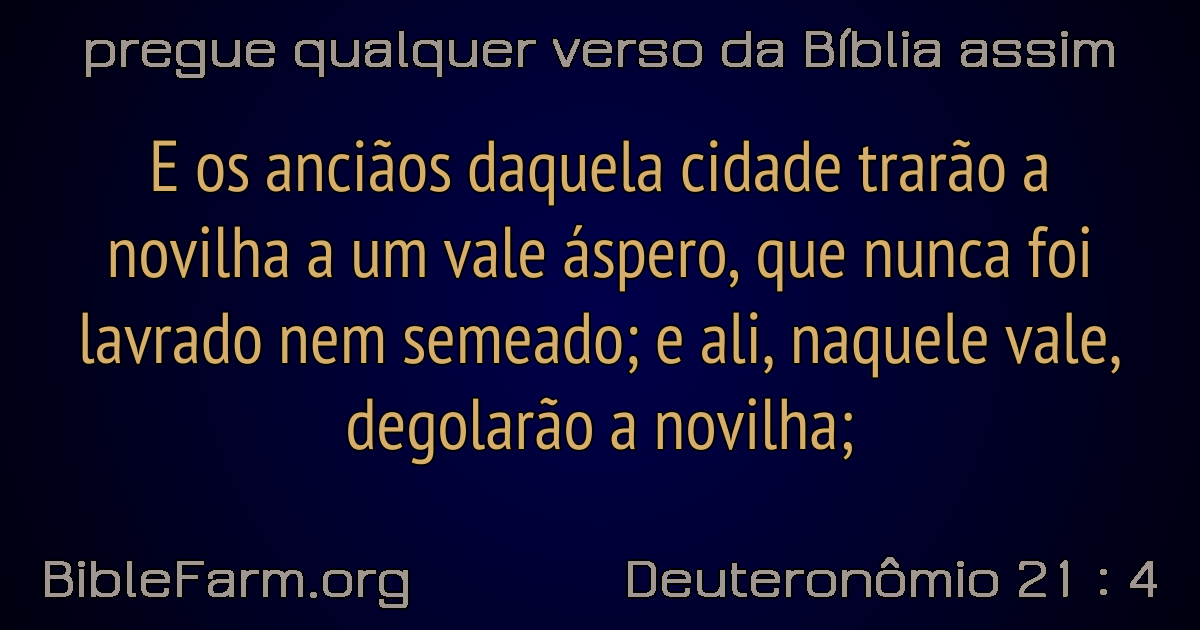 pregue qualquer verso da Bíblia assim
E os anciãos daquela cidade trarão a
novilha a um vale áspero, que nunca foi
lavrado nem semeado; e ali, naquele vale,
degolarão a novilha;
BibleFarm.org
Deuteronômio 21 : 4